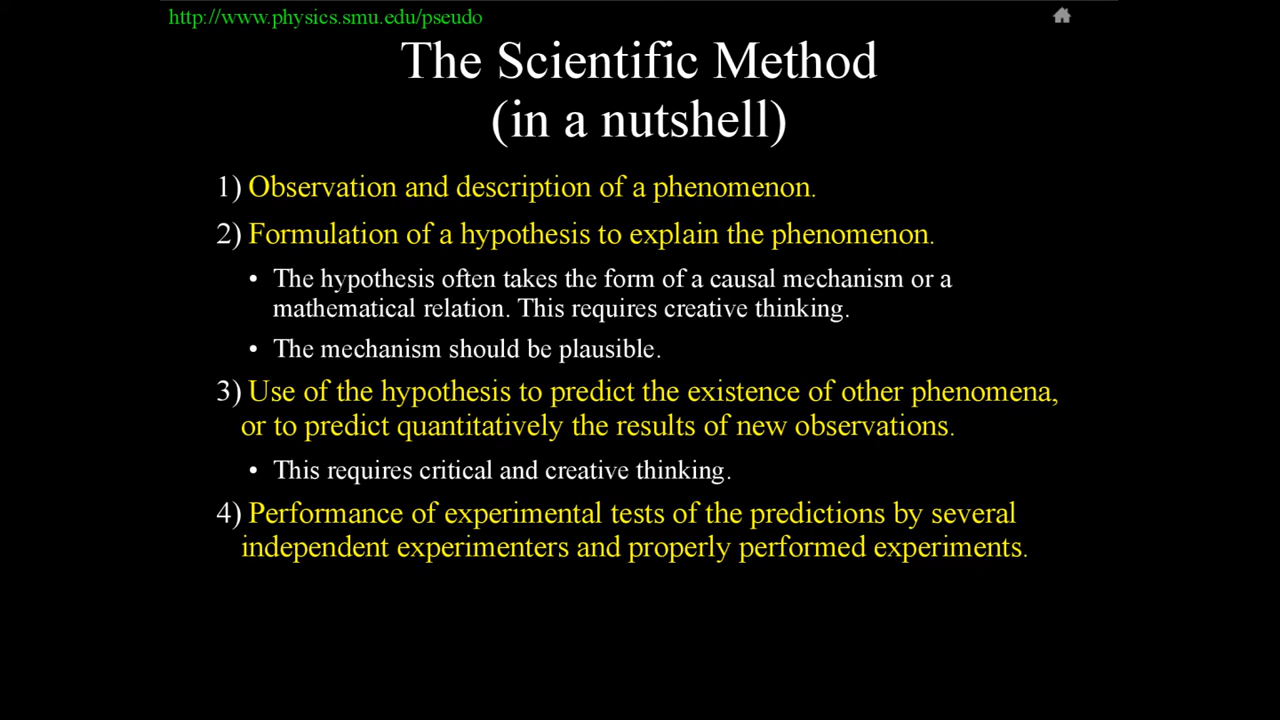 http://www.physics.smu.edu/pseudo
The Scientific Method
(in a nutshell)
1) Observation and description of a phenomenon.
2) Formulation of a hypothesis to explain the phenomenon.
• The hypothesis often takes the form of a causal mechanism or a
mathematical relation. This requires creative thinking.
• The mechanism should be plausible.
3) Use of the hypothesis to predict the existence of other phenomena,
or to predict quantitatively the results of new observations.
• This requires critical and creative thinking.
4) Performance of experimental tests of the predictions by several
independent experimenters and properly performed experiments.